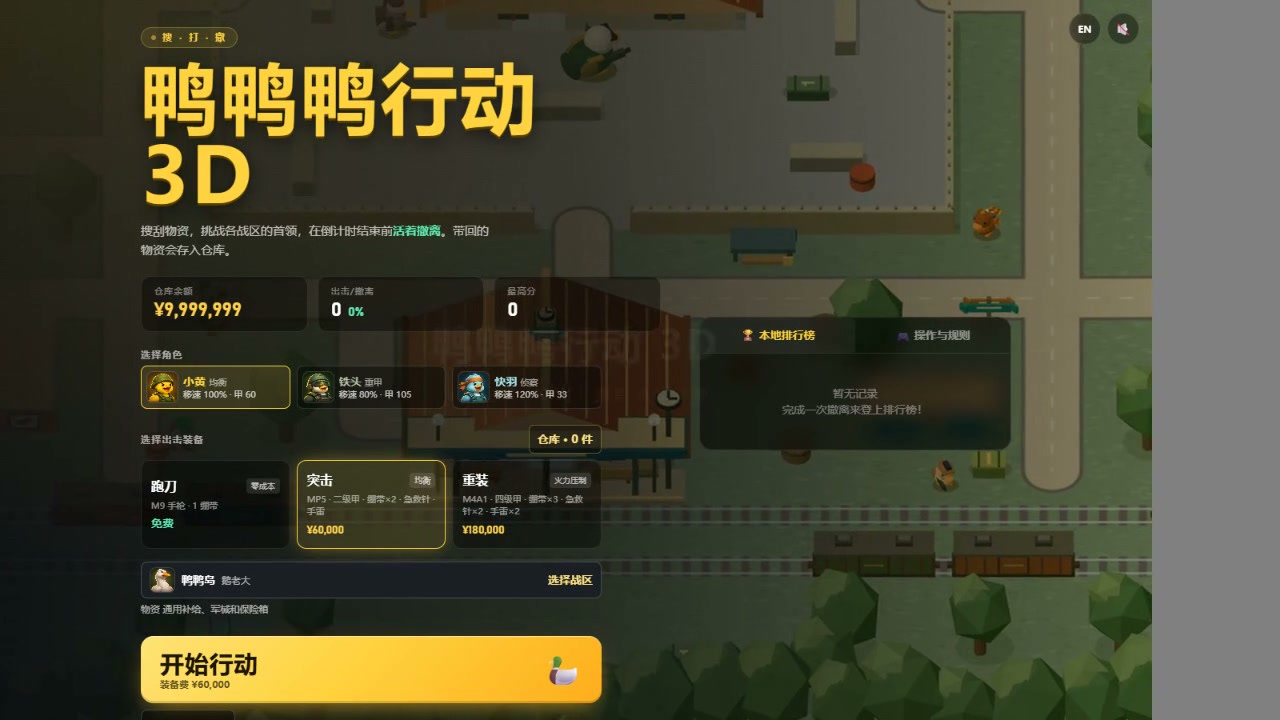 搜 · 打 · 撤
EN
鸭鸭鸭行动
3D
搜刮物资，挑战各战区的首领，在倒计时结束前活着撤离。带回的
物资会存入仓库。
仓库余额
¥9,999,999
出击/撤离
0 0%
最高分
0
鸭鸭鸭行动 3D
🏆 本地排行榜
🎮 操作与规则
暂无记录
完成一次撤离来登上排行榜！
选择角色
小黄 均衡
移速 100% · 甲 60
铁头 重甲
移速 80% · 甲 105
快羽 侦察
移速 120% · 甲 33
选择出击装备
仓库 • 0 件
跑刀 零成本
M9 手枪 · 1 绷带
免费
突击 均衡
MP5 · 二级甲 · 绷带×2 · 急救针 ·
手雷
¥60,000
重装 火力压制
M4A1 · 四级甲 · 绷带×3 · 急救
针×2 · 手雷×2
¥180,000
鸭鸭岛 鹅老大
选择战区
物资 通用补给、军械和保险箱
开始行动
装备费 ¥60,000